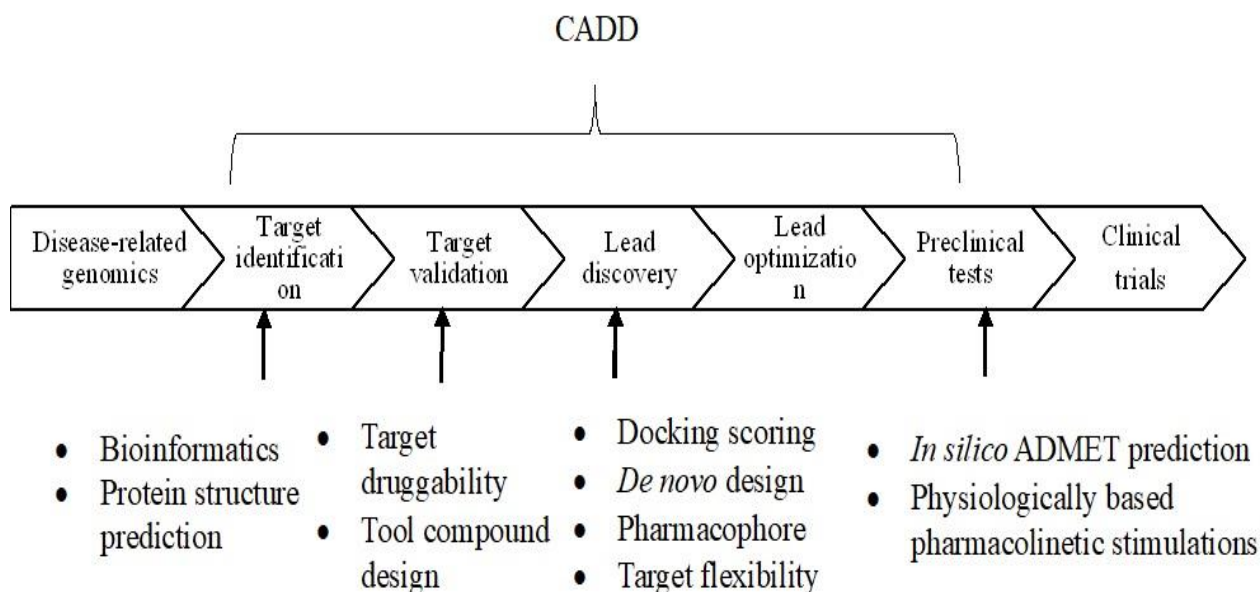 CADD
Disease-related
genomics
Target
identificati
on
Target
validation
Lead
discovery
Lead
optimizatio
n
Preclinical
tests
Clinical
trials
• Bioinformatics
• Protein structure
prediction
• Target
druggability
• Tool compound
design
• Docking scoring
• De novo design
• Pharmacophore
• Target flexibility
• In silico ADMET prediction
• Physiologically based
pharmacolinetic stimulations